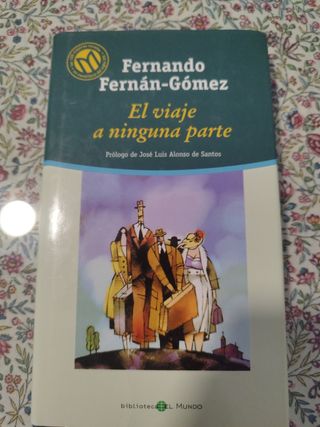 Fernando
Fernán-Gómez
El viaje
a ninguna parte
Prólogo de José Luis Alonso de Santos
biblioteca EL MUNDO